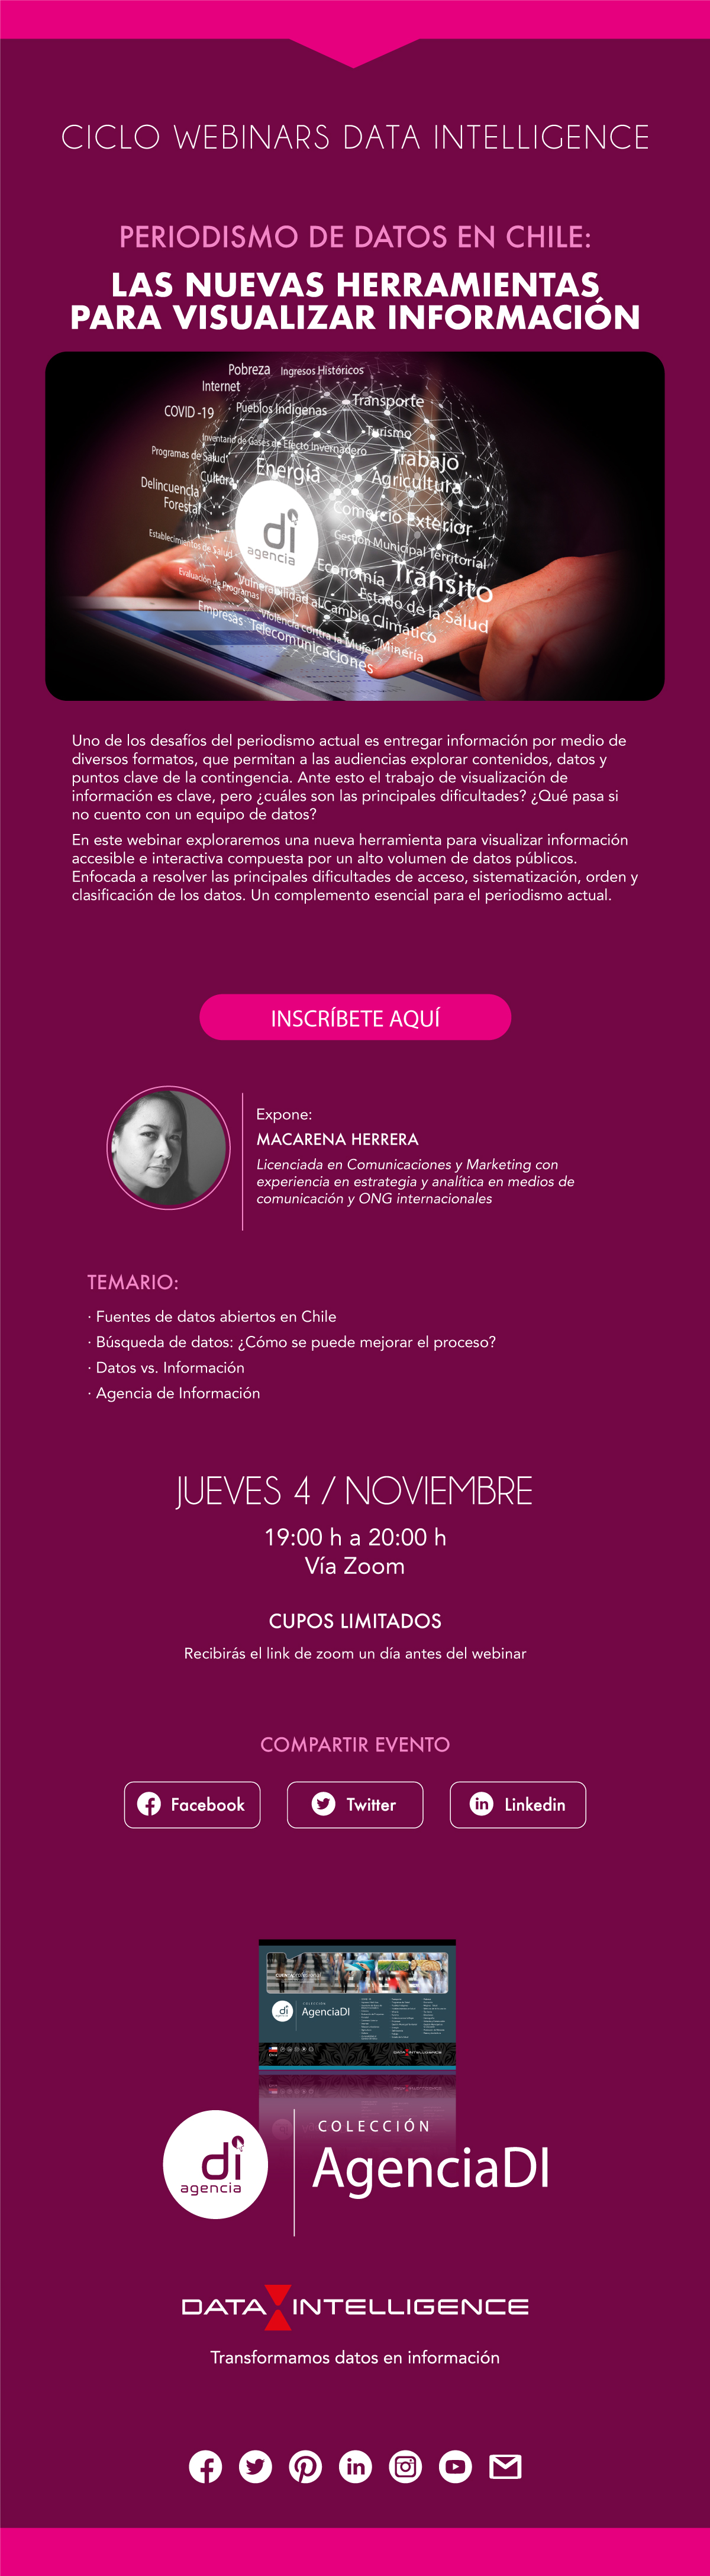 CICLO WEBINARS DATA INTELLIGENCE
PERIODISMO DE DATOS EN CHILE:
LAS NUEVAS HERRAMIENTAS
PARA VISUALIZAR INFORMACIÓN
Pobreza
Ingresos Históricos
Internet
Transporte
COVID -19
Pueblos Indígenas
Turismo
Inventario de Gases de Efecto Invernadero
Programas de Salud
Trabajo
Cultura
Energía
Agricultura
Delincuencia
Forestal
Comercio Exterior
di
agencia
Establecimientos de Salud
Gestión Municipal Territorial
Economía
Tránsito
Evaluación de Programas
Estado de la Salud
Vulnerabilidad al Cambio Climático
Empresas
Violencia contra la Mujer
Minería
Telecomunicaciones
Uno de los desafíos del periodismo actual es entregar información por medio de
diversos formatos, que permitan a las audiencias explorar contenidos, datos y
puntos clave de la contingencia. Ante esto el trabajo de visualización de
información es clave, pero ¿cuáles son las principales dificultades? ¿Qué pasa si
no cuento con un equipo de datos?
En este webinar exploraremos una nueva herramienta para visualizar información
accesible e interactiva compuesta por un alto volumen de datos públicos.
Enfocada a resolver las principales dificultades de acceso, sistematización, orden y
clasificación de los datos. Un complemento esencial para el periodismo actual.
INSCRÍBETE AQUÍ
Expone:
MACARENA HERRERA
Licenciada en Comunicaciones y Marketing con
experiencia en estrategia y analítica en medios de
comunicación y ONG internacionales
TEMARIO:
· Fuentes de datos abiertos en Chile
· Búsqueda de datos: ¿Cómo se puede mejorar el proceso?
· Datos vs. Información
· Agencia de Información
JUEVES 4 / NOVIEMBRE
19:00 h a 20:00 h
Vía Zoom
CUPOS LIMITADOS
Recibirás el link de zoom un día antes del webinar
COMPARTIR EVENTO
Facebook
Twitter
Linkedin
COLECCIÓN
di
AgenciaDI
DATA INTELLIGENCE
COLECCIÓN
di
agencia
AgenciaDI
DATA INTELLIGENCE
Transformamos datos en información